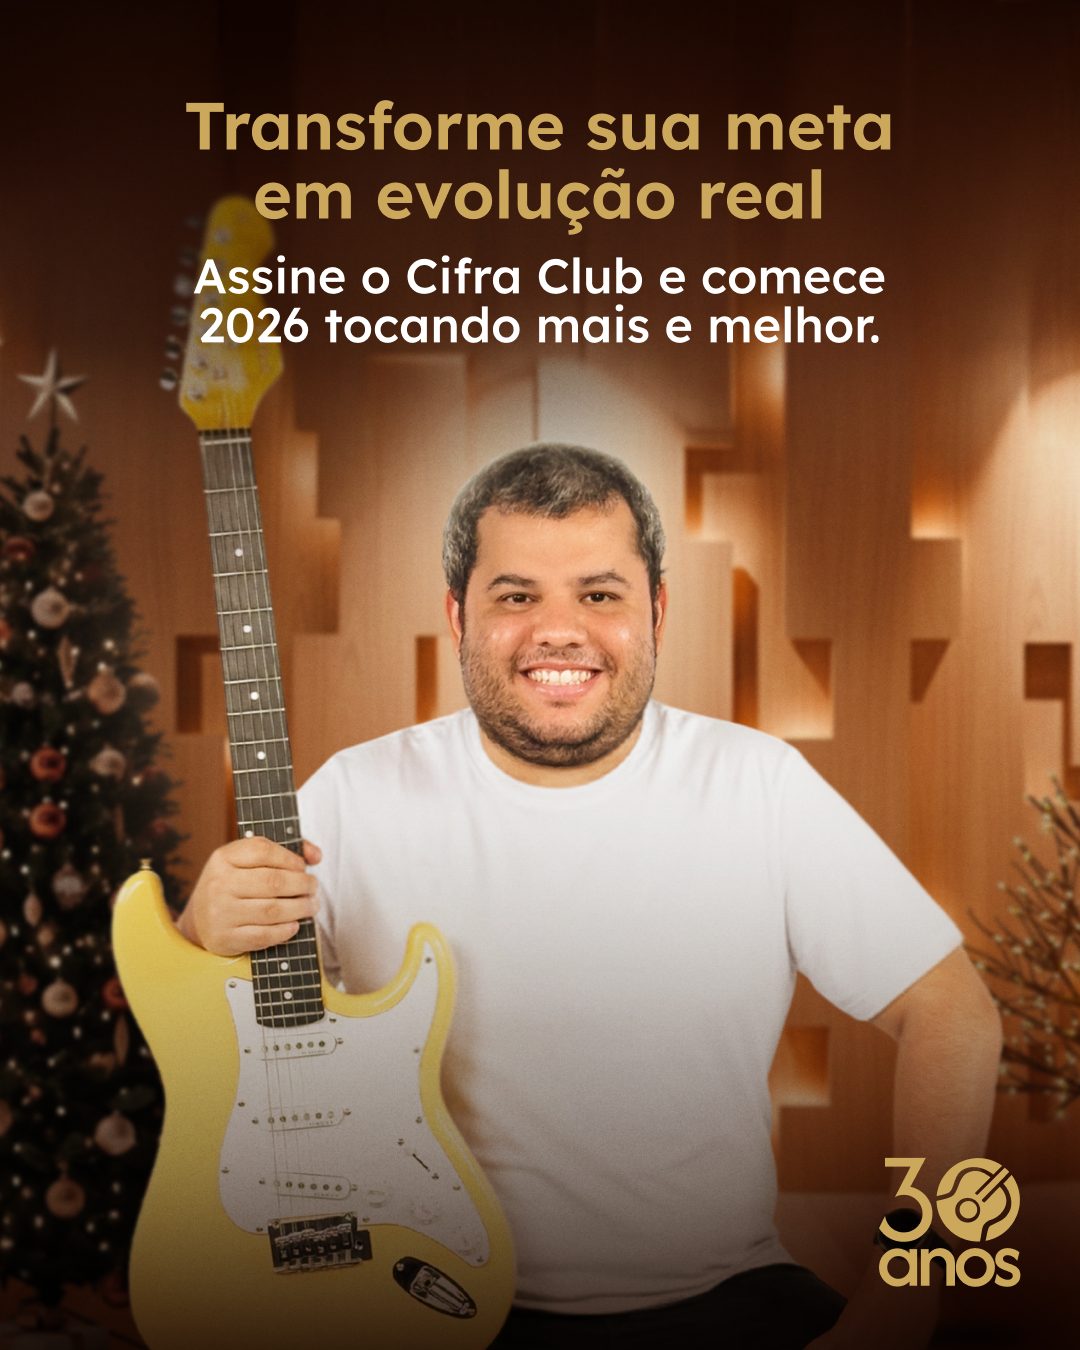 Transforme sua meta
em evolução real
Assine o Cifra Club e comece
2026 tocando mais e melhor.
30
anos